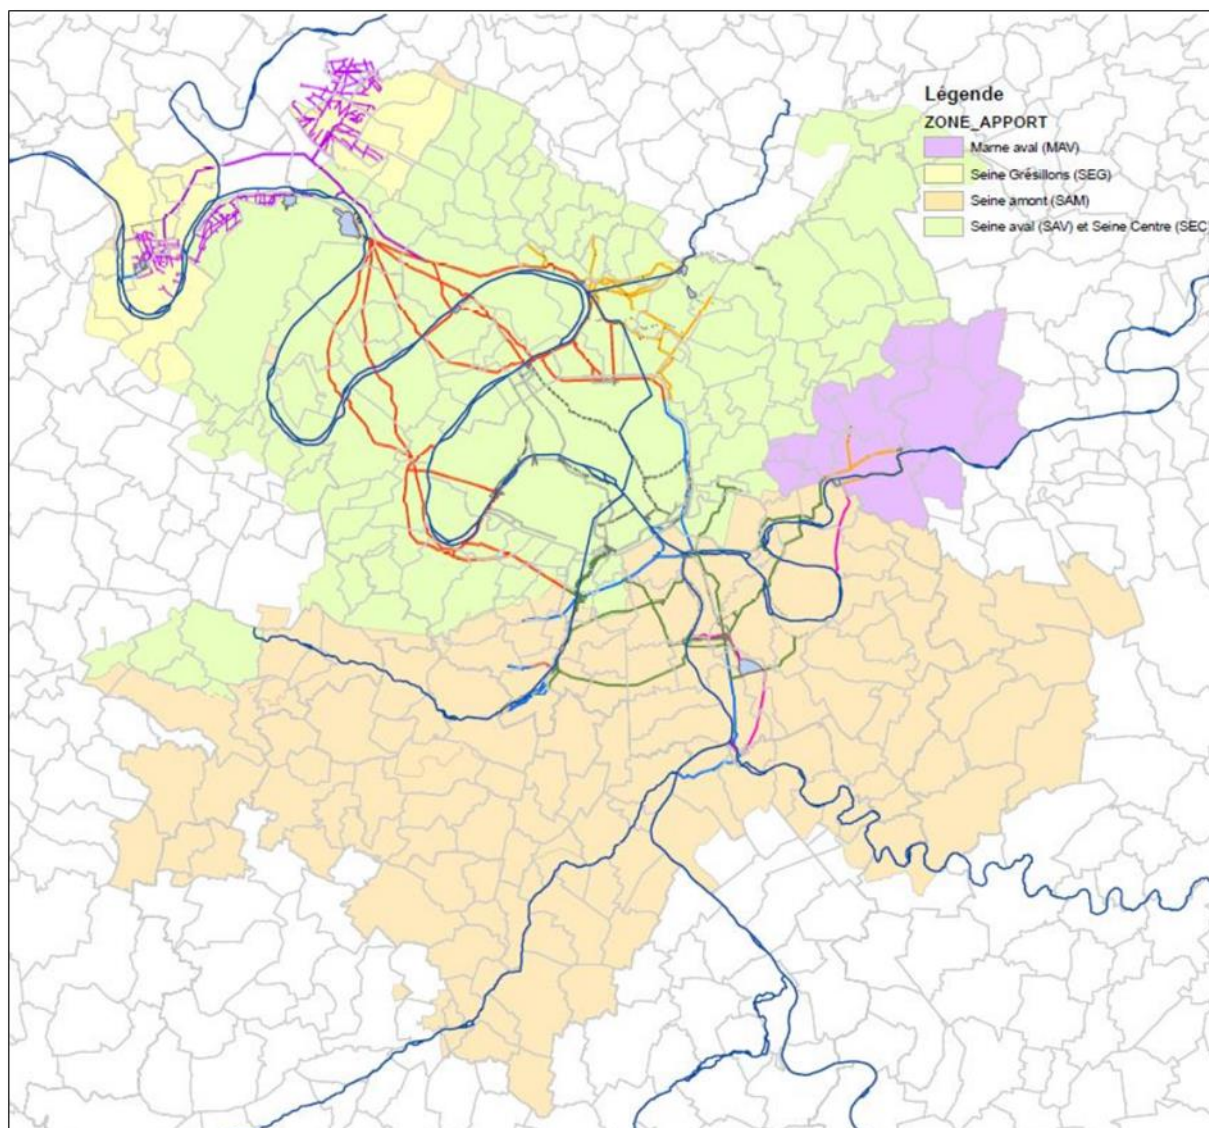 Légende
ZONE_APPORT
Marne aval (MAV)
Seine Grésillons (SEG)
Seine amont (SAM)
Seine aval (SAV) et Seine Centre (SEC)